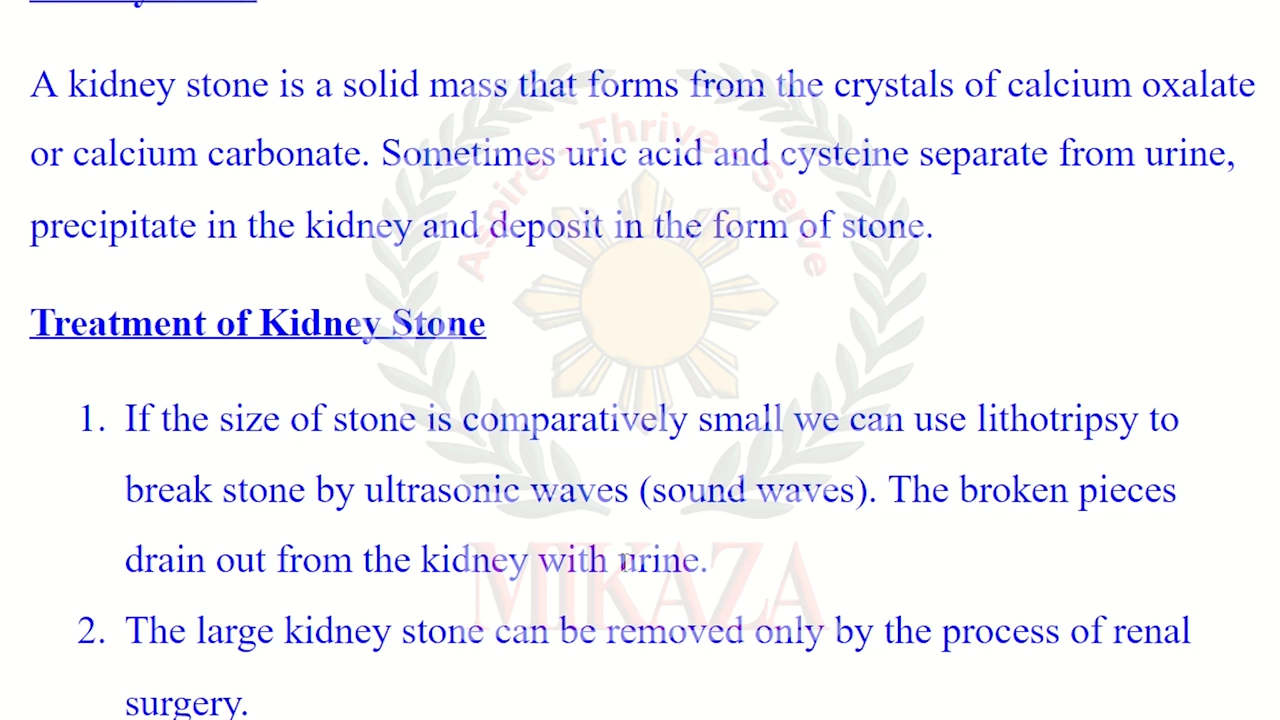 A kidney stone is a solid mass that forms from the crystals of calcium oxalate
or calcium carbonate. Sometimes uric acid and cysteine separate from urine,
precipitate in the kidney and deposit in the form of stone.
Aspire - Thrive - Serve
Treatment of Kidney Stone
1. If the size of stone is comparatively small we can use lithotripsy to
break stone by ultrasonic waves (sound waves). The broken pieces
drain out from the kidney with urine.
MIKAZA
2. The large kidney stone can be removed only by the process of renal
surgery.